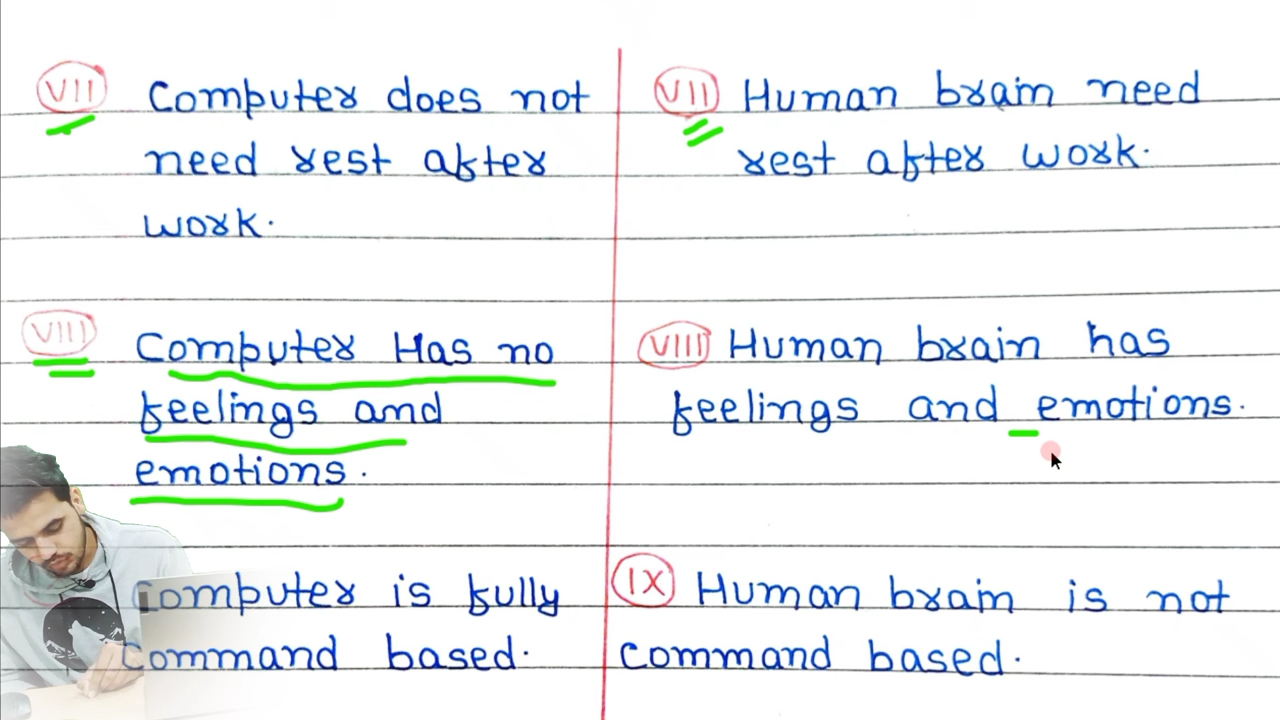 VII Computer does not
need rest after
work.
VIII Computer Has no
feelings and
emotions.
Computer is fully
Command based.
VII Human brain need
rest after work.
VIII Human brain has
feelings and emotions.
IX Human brain is not
command based.